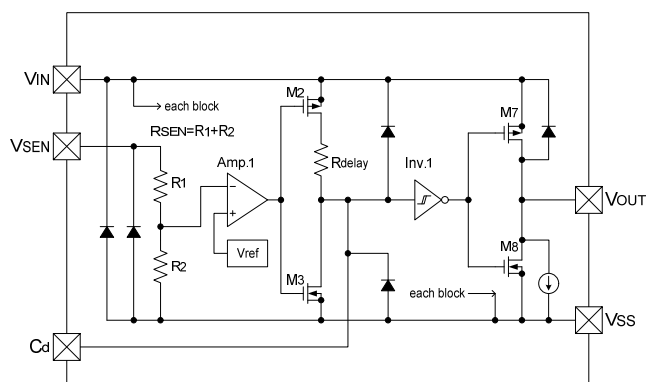 VIN
each block
M2
M7
RSEN=R1+R2
VSEN
Amp.1
Rdelay
Inv.1
R1
−
+
VOUT
Vref
R2
M3
M8
each block
VSS
Cd